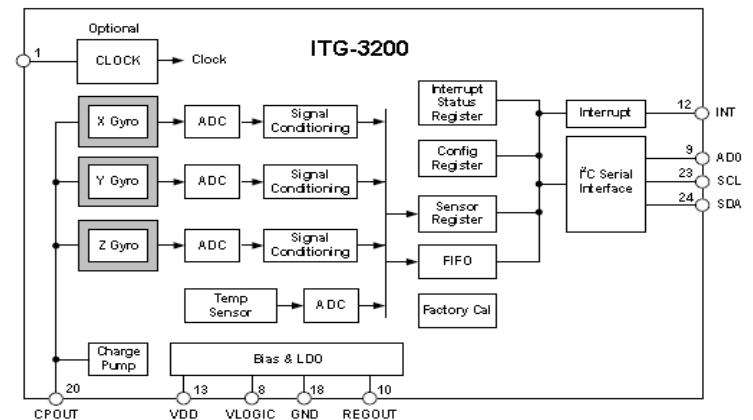 Optional
ITG-3200
1
CLOCK
Clock
X Gyro
ADC
Signal
Conditioning
Interrupt
Status
Register
Interrupt
12
INT
Y Gyro
ADC
Signal
Conditioning
Config
Register
I²C Serial
Interface
9
AD0
23
SCL
24
SDA
Z Gyro
ADC
Signal
Conditioning
Sensor
Register
FIFO
Temp
Sensor
ADC
Factory Cal
Charge
Pump
Bias & LDO
20
13
8
18
10
CPOUT
VDD
VLOGIC
GND
REGOUT